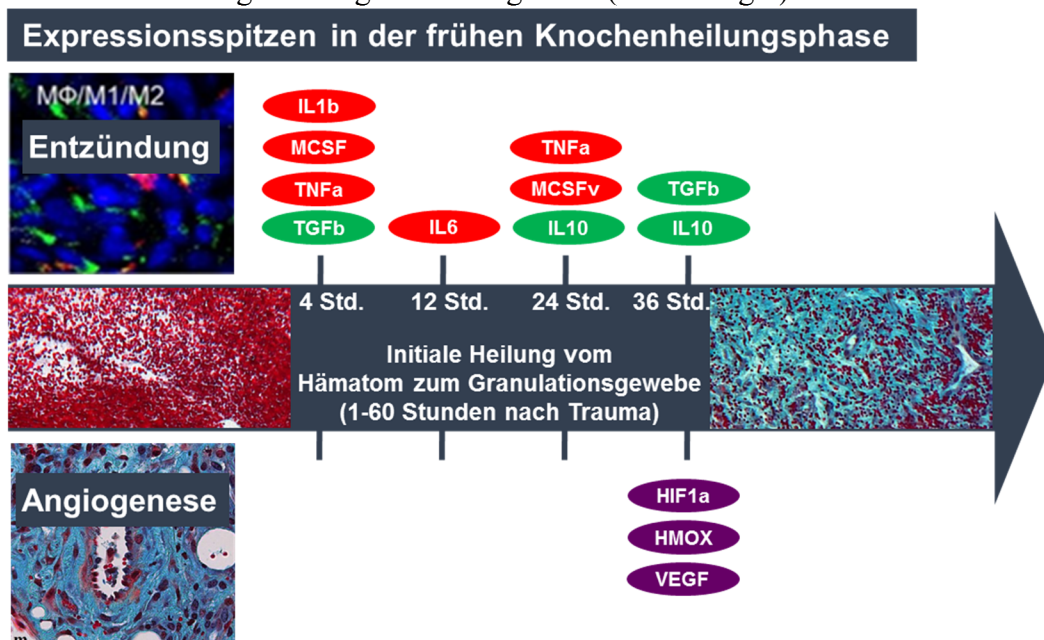 Expressionsspitzen in der frühen Knochenheilungsphase
MΦ/M1/M2
Entzündung
IL1b
MCSF
TNFa
TNFa
MCSFv
TGFb
TGFb
IL6
IL10
IL10
4 Std. 12 Std. 24 Std. 36 Std.
Initiale Heilung vom
Hämatom zum Granulationsgewebe
(1-60 Stunden nach Trauma)
Angiogenese
HIF1a
HMOX
VEGF